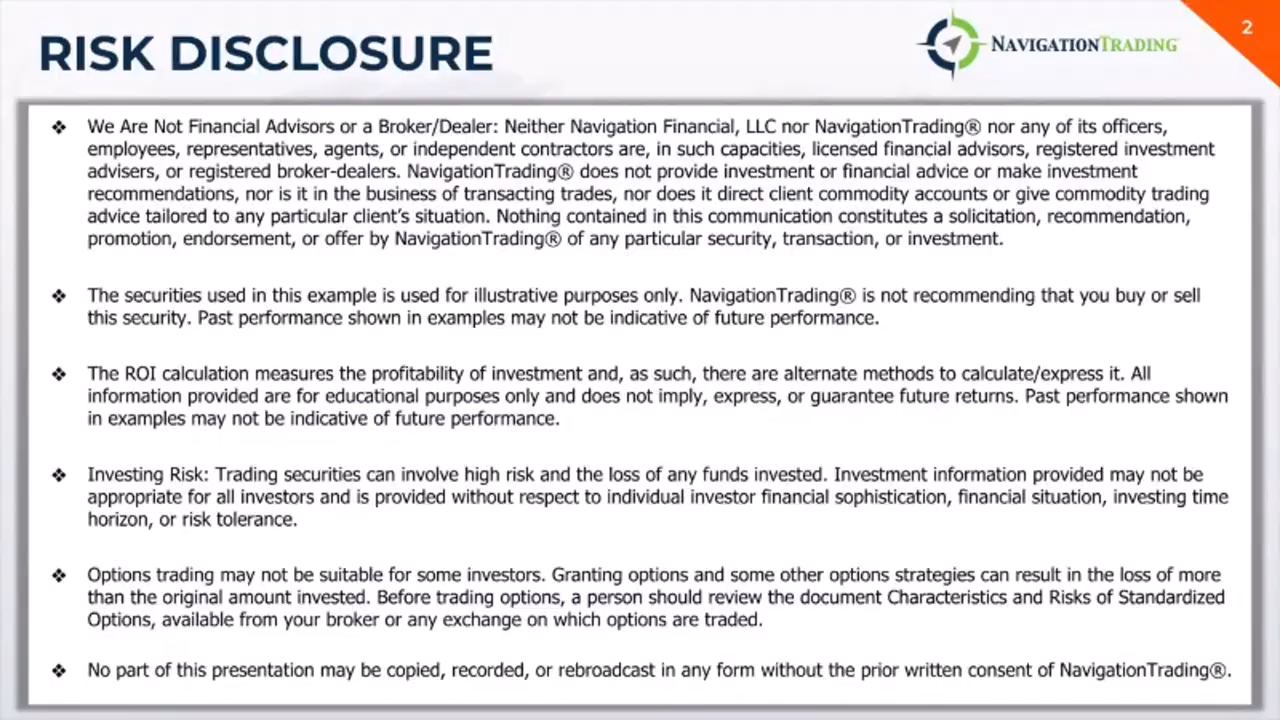 2
RISK DISCLOSURE
NAVIGATIONTRADING
❖ We Are Not Financial Advisors or a Broker/Dealer: Neither Navigation Financial, LLC nor NavigationTrading® nor any of its officers,
employees, representatives, agents, or independent contractors are, in such capacities, licensed financial advisors, registered investment
advisers, or registered broker-dealers. NavigationTrading® does not provide investment or financial advice or make investment
recommendations, nor is it in the business of transacting trades, nor does it direct client commodity accounts or give commodity trading
advice tailored to any particular client's situation. Nothing contained in this communication constitutes a solicitation, recommendation,
promotion, endorsement, or offer by NavigationTrading® of any particular security, transaction, or investment.
❖ The securities used in this example is used for illustrative purposes only. NavigationTrading® is not recommending that you buy or sell
this security. Past performance shown in examples may not be indicative of future performance.
❖ The ROI calculation measures the profitability of investment and, as such, there are alternate methods to calculate/express it. All
information provided are for educational purposes only and does not imply, express, or guarantee future returns. Past performance shown
in examples may not be indicative of future performance.
❖ Investing Risk: Trading securities can involve high risk and the loss of any funds invested. Investment information provided may not be
appropriate for all investors and is provided without respect to individual investor financial sophistication, financial situation, investing time
horizon, or risk tolerance.
❖ Options trading may not be suitable for some investors. Granting options and some other options strategies can result in the loss of more
than the original amount invested. Before trading options, a person should review the document Characteristics and Risks of Standardized
Options, available from your broker or any exchange on which options are traded.
❖ No part of this presentation may be copied, recorded, or rebroadcast in any form without the prior written consent of NavigationTrading®.